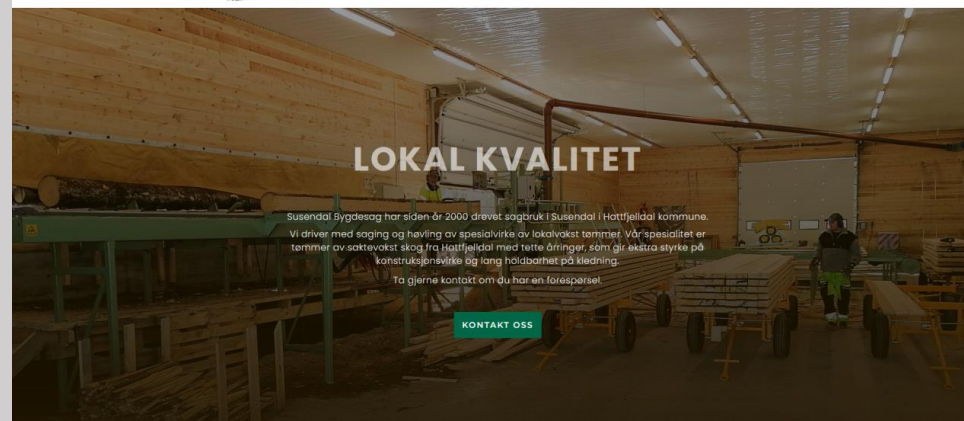 LOKAL KVALITET
Susendal Bygdesag har siden år 2000 drevet sagbruk i Susendal i Hattfjelldal kommune.
Vi driver med saging og høvling av spesialvirke av lokalvokst tømmer. Vår spesialitet er
tømmer av saktevokst skog fra Hattfjelldal med tette årringer, som gir ekstra styrke på
konstruksjonsvirke og lang holdbarhet på kledning.
Ta gjerne kontakt om du har en forespørsel.
KONTAKT OSS